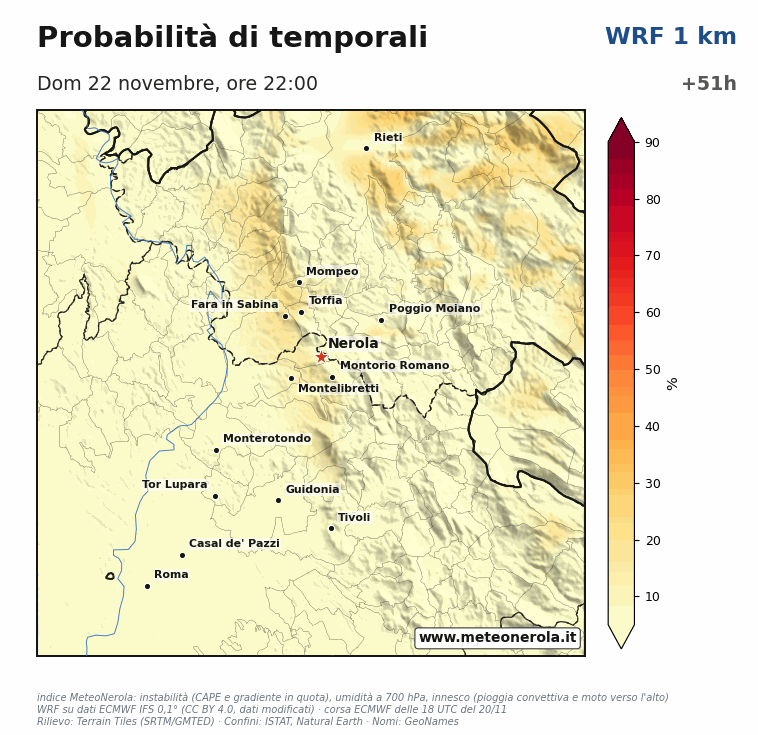 Probabilità di temporali
WRF 1 km
Dom 22 novembre, ore 22:00
+51h
Rieti
Mompeo
Fara in Sabina
Toffia
Poggio Moiano
Nerola
Montorio Romano
Montelibretti
Monterotondo
Tor Lupara
Guidonia
Tivoli
Casal de' Pazzi
Roma
www.meteonerola.it
90
80
70
60
50
40
30
20
10
%
indice MeteoNerola: instabilità (CAPE e gradiente in quota), umidità a 700 hPa, innesco (pioggia convettiva e moto verso l'alto)
WRF su dati ECMWF IFS 0,1° (CC BY 4.0, dati modificati) · corsa ECMWF delle 18 UTC del 20/11
Rilievo: Terrain Tiles (SRTM/GMTED) · Confini: ISTAT, Natural Earth · Nomi: GeoNames